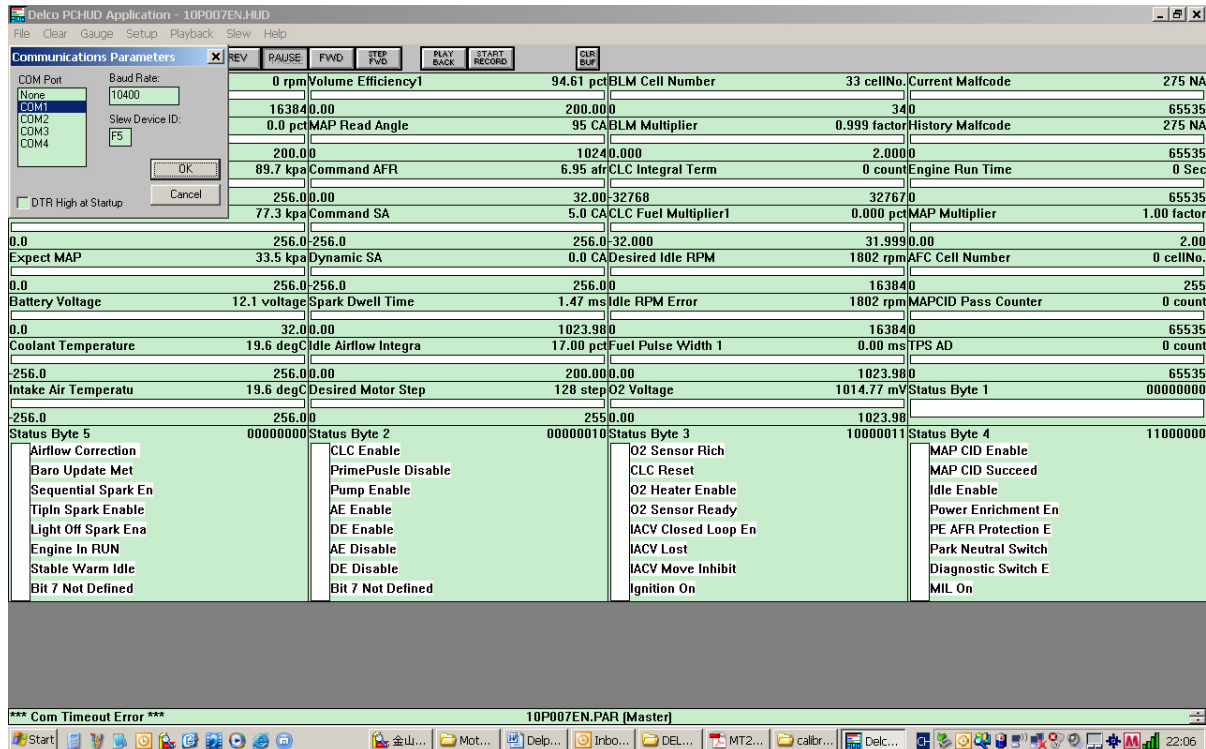 Delco PCHUD Application - 10P007EN.HUD
File Clear Gauge Setup Playback Slew Help
Communications Parameters
COM Port Baud Rate:
None
COM1
COM2
COM3
COM4
10400
Slew Device ID:
F5
OK
Cancel
DTR High at Startup
REV PAUSE FWD STEP FWD PLAY BACK START RECORD CLR BUF
0 rpm Volume Efficiency1 94.61 pct BLM Cell Number 33 cellNo. Current Malfcode 275 NA
16384 0.00 200.00 0 34 0 65535
0.0 pct MAP Read Angle 95 CA BLM Multiplier 0.999 factor History Malfcode 275 NA
200.0 0 1024 0.000 2.000 0 65535
89.7 kpa Command AFR 6.95 afr CLC Integral Term 0 count Engine Run Time 0 Sec
256.0 0.00 32.00 -32768 32767 0 65535
77.3 kpa Command SA 5.0 CA CLC Fuel Multiplier1 0.000 pct MAP Multiplier 1.00 factor
0.0 256.0 -256.0 256.0 -32.000 31.999 0.00 2.00
Expect MAP 33.5 kpa Dynamic SA 0.0 CA Desired Idle RPM 1802 rpm AFC Cell Number 0 cellNo.
0.0 256.0 -256.0 256.0 0 16384 0 255
Battery Voltage 12.1 voltage Spark Dwell Time 1.47 ms Idle RPM Error 1802 rpm MAPCID Pass Counter 0 count
0.0 32.0 0.00 1023.98 0 16384 0 65535
Coolant Temperature 19.6 degC Idle Airflow Integra 17.00 pct Fuel Pulse Width 1 0.00 ms TPS AD 0 count
-256.0 256.0 0.00 200.00 0.00 1023.98 0 65535
Intake Air Temperatu 19.6 degC Desired Motor Step 128 step O2 Voltage 1014.77 mV Status Byte 1 00000000
-256.0 256.0 0 255 0.00 1023.98
Status Byte 5 00000000 Status Byte 2 00000010 Status Byte 3 10000011 Status Byte 4 11000000
Airflow Correction CLC Enable O2 Sensor Rich MAP CID Enable
Baro Update Met PrimePusle Disable CLC Reset MAP CID Succeed
Sequential Spark En Pump Enable O2 Heater Enable Idle Enable
TipIn Spark Enable AE Enable O2 Sensor Ready Power Enrichment En
Light Off Spark Ena DE Enable IACV Closed Loop En PE AFR Protection E
Engine In RUN AE Disable IACV Lost Park Neutral Switch
Stable Warm Idle DE Disable IACV Move Inhibit Diagnostic Switch E
Bit 7 Not Defined Bit 7 Not Defined Ignition On MIL On
*** Com Timeout Error *** 10P007EN.PAR (Master)
Start 金山... Mot... Delp... Inbo... DEL... MT2... calibr... Delc... CH 22:06